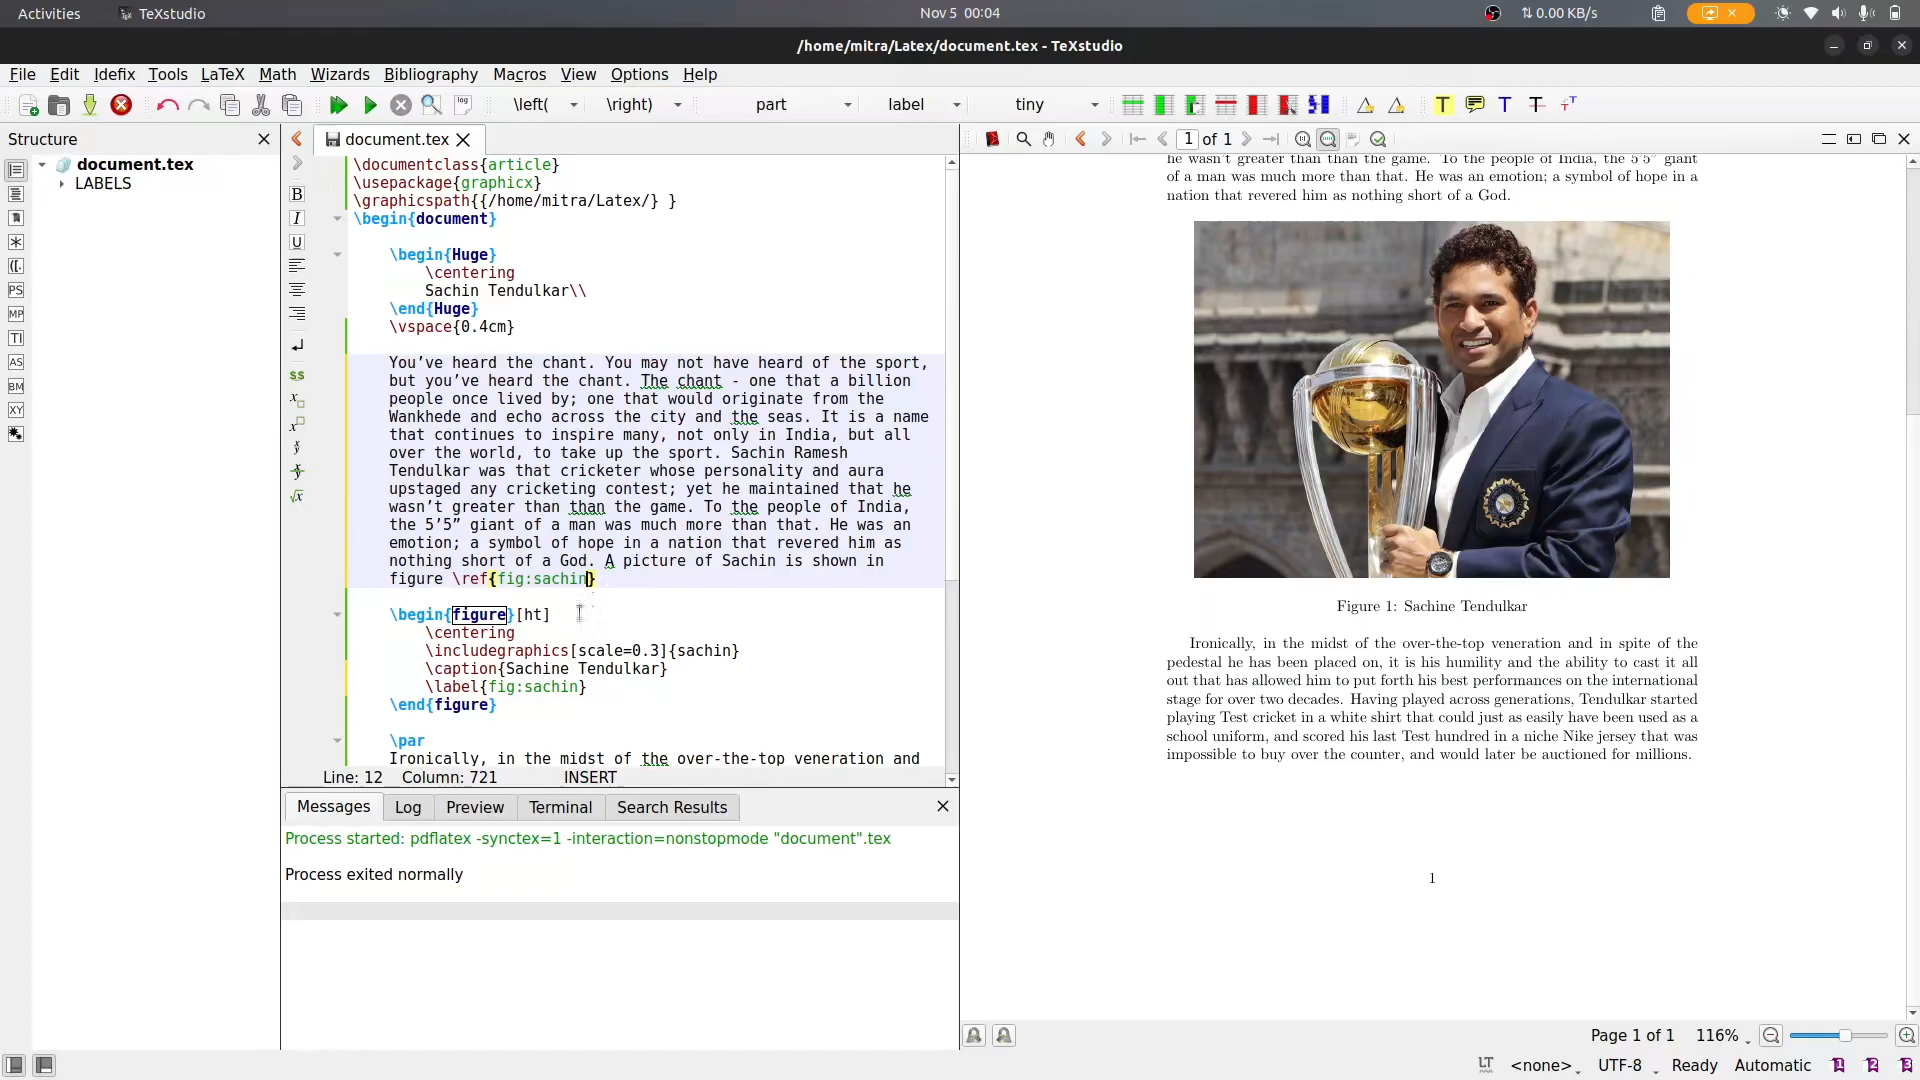 Activities
TeXstudio
Nov 5 00:04
0.00 KB/s
/home/mitra/Latex/document.tex - TeXstudio
File Edit Idefix Tools LaTeX Math Wizards Bibliography Macros View Options Help
log
\left(
\right)
part
label
tiny
Structure
document.tex
1 of 1
document.tex
LABELS
\documentclass{article}
\usepackage{graphicx}
\graphicspath{{/home/mitra/Latex/} }
\begin{document}
\begin{Huge}
\centering
Sachin Tendulkar\\
\end{Huge}
\vspace{0.4cm}
You’ve heard the chant. You may not have heard of the sport,
but you’ve heard the chant. The chant - one that a billion
people once lived by; one that would originate from the
Wankhede and echo across the city and the seas. It is a name
that continues to inspire many, not only in India, but all
over the world, to take up the sport. Sachin Ramesh
Tendulkar was that cricketer whose personality and aura
upstaged any cricketing contest; yet he maintained that he
wasn’t greater than than the game. To the people of India,
the 5’5” giant of a man was much more than that. He was an
emotion; a symbol of hope in a nation that revered him as
nothing short of a God. A picture of Sachin is shown in
figure \ref{fig:sachin}
\begin{figure}[ht]
\centering
\includegraphics[scale=0.3]{sachin}
\caption{Sachine Tendulkar}
\label{fig:sachin}
\end{figure}
\par
Ironically, in the midst of the over-the-top veneration and
Line: 12 Column: 721 INSERT
PS
MP
TI
AS
BM
XY
B
I
U
$$
Messages
Log
Preview
Terminal
Search Results
Process started: pdflatex -synctex=1 -interaction=nonstopmode "document".tex
Process exited normally
he wasn’t greater than than the game. To the people of India, the 5’5” giant
of a man was much more than that. He was an emotion; a symbol of hope in a
nation that revered him as nothing short of a God.
Figure 1: Sachine Tendulkar
Ironically, in the midst of the over-the-top veneration and in spite of the
pedestal he has been placed on, it is his humility and the ability to cast it all
out that has allowed him to put forth his best performances on the international
stage for over two decades. Having played across generations, Tendulkar started
playing Test cricket in a white shirt that could just as easily have been used as a
school uniform, and scored his last Test hundred in a niche Nike jersey that was
impossible to buy over the counter, and would later be auctioned for millions.
1
Page 1 of 1 116%
LT <none> UTF-8 Ready Automatic 1 2 3